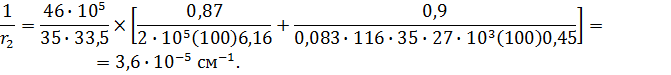 1/r₂ = 46 · 10⁵/35 · 33,5 × [0,87/2 · 10⁵(100)6,16 + 0,9/0,083 · 116 · 35 · 27 · 10³(100)0,45] =
= 3,6 · 10⁻⁵ см⁻¹.